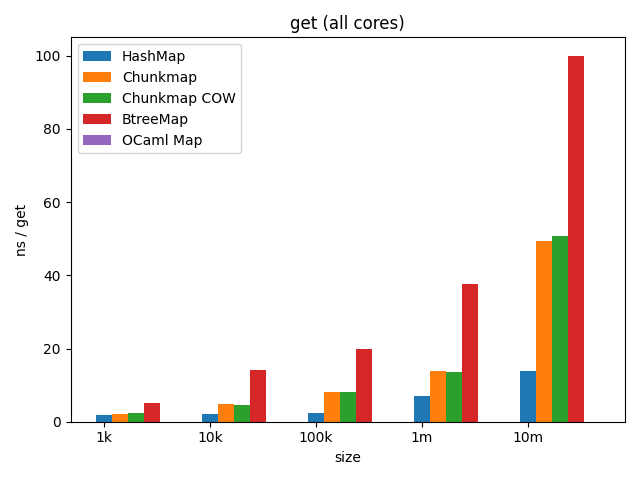 get (all cores)
HashMap
Chunkmap
Chunkmap COW
BtreeMap
OCaml Map
ns / get
100
80
60
40
20
0
1k
10k
100k
1m
10m
size